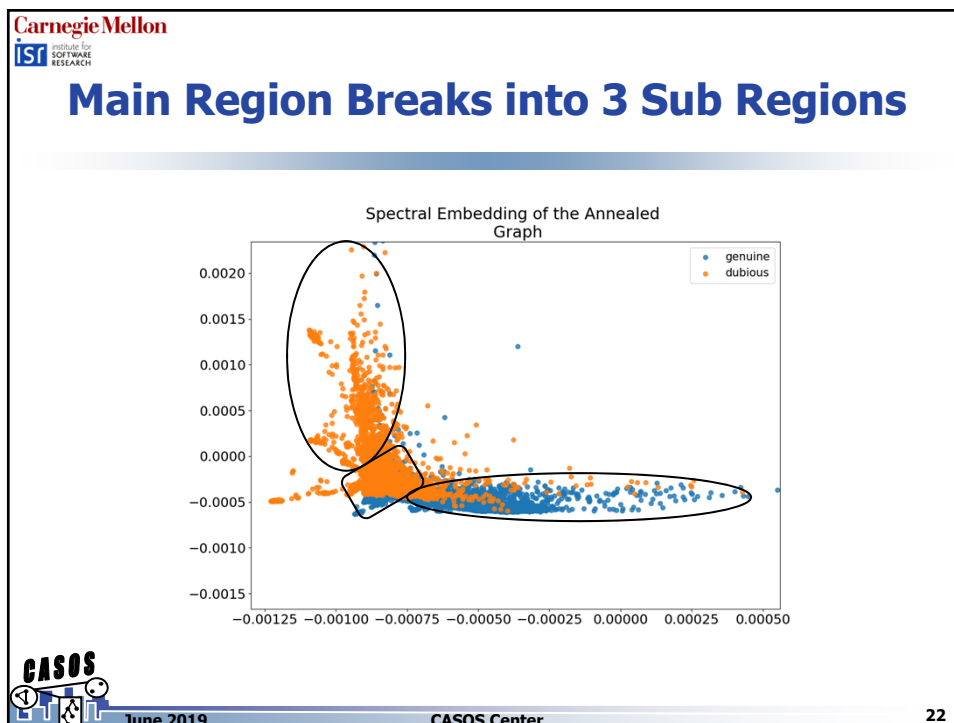 Carnegie Mellon
isr institute for
SOFTWARE
RESEARCH
Main Region Breaks into 3 Sub Regions
Spectral Embedding of the Annealed
Graph
genuine
dubious
0.0020
0.0015
0.0010
0.0005
0.0000
−0.0005
−0.0010
−0.0015
−0.00125 −0.00100 −0.00075 −0.00050 −0.00025 0.00000 0.00025 0.00050
CASOS
June 2019 CASOS Center 22